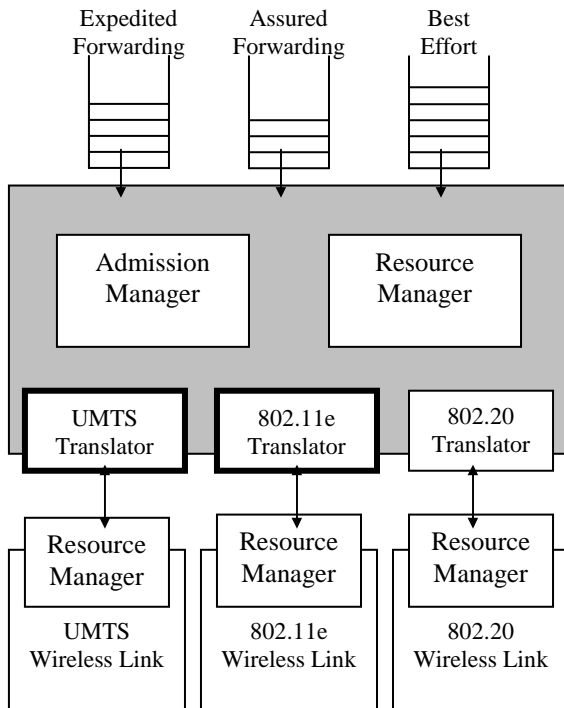 Expedited
Forwarding
Assured
Forwarding
Best
Effort
Admission
Manager
Resource
Manager
UMTS
Translator
802.11e
Translator
802.20
Translator
Resource
Manager
Resource
Manager
Resource
Manager
UMTS
Wireless Link
802.11e
Wireless Link
802.20
Wireless Link